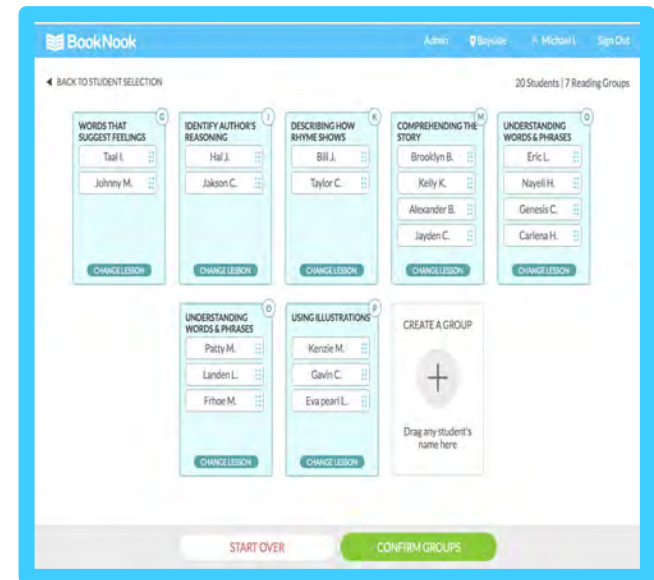 BookNook
Admin Bayside Michael I. Sign Out
BACK TO STUDENT SELECTION
20 Students | 7 Reading Groups
G
WORDS THAT
SUGGEST FEELINGS
Taal I.
Johnny M.
CHANGE LESSON
I
IDENTIFY AUTHOR'S
REASONING
Hal J.
Jakson C.
CHANGE LESSON
K
DESCRIBING HOW
RHYME SHOWS
Bill J.
Taylor C.
CHANGE LESSON
M
COMPREHENDING THE
STORY
Brooklyn B.
Kelly K.
Alexander B.
Jayden C.
CHANGE LESSON
UNDERSTANDING
WORDS & PHRASES
Eric L.
Nayeli H.
Genesis C.
Carlena H.
CHANGE LESSON
UNDERSTANDING
WORDS & PHRASES
Patty M.
Landen L.
Frhoe M.
CHANGE LESSON
P
USING ILLUSTRATIONS
Kenzie M.
Gavin C.
Eva pearl L.
CHANGE LESSON
CREATE A GROUP
+
Drag any student's
name here
START OVER
CONFIRM GROUPS